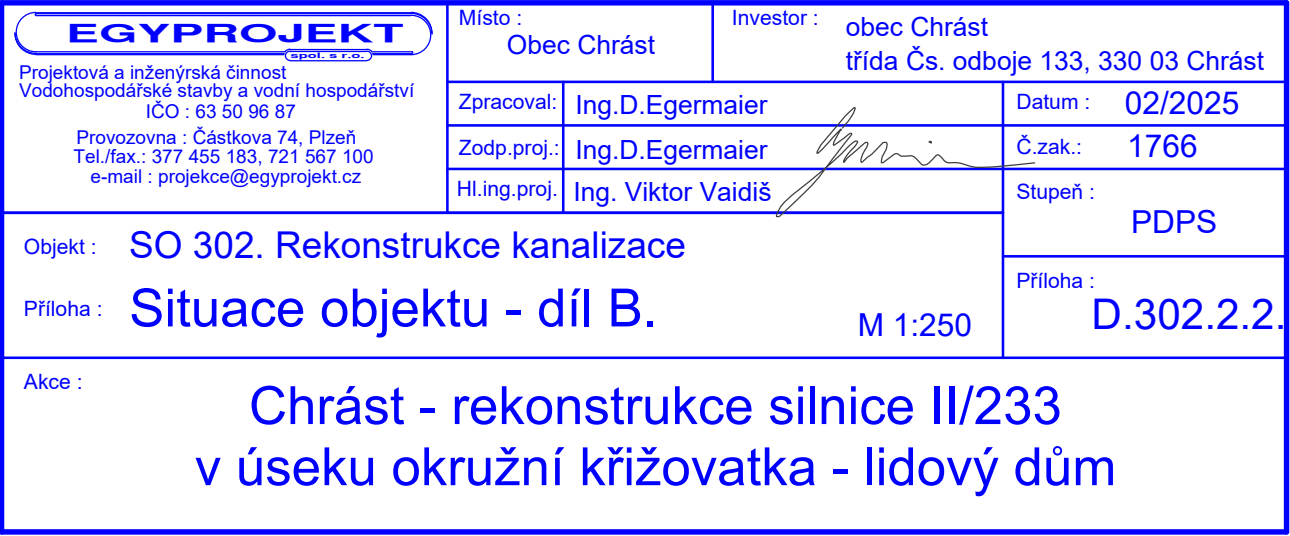 EGYPROJEKT
spol. s r.o.
Projektová a inženýrská činnost
Vodohospodářské stavby a vodní hospodářství
IČO : 63 50 96 87
Provozovna : Částkova 74, Plzeň
Tel./fax.: 377 455 183, 721 567 100
e-mail : projekce@egyprojekt.cz
Místo :
Obec Chrást
Investor :
obec Chrást
třída Čs. odboje 133, 330 03 Chrást
Zpracoval: Ing.D.Egermaier
Datum : 02/2025
Zodp.proj.: Ing.D.Egermaier
Č.zak.: 1766
Hl.ing.proj. Ing. Viktor Vaidiš
Stupeň :
PDPS
Objekt : SO 302. Rekonstrukce kanalizace
Příloha : Situace objektu - díl B.
M 1:250
Příloha :
D.302.2.2.
Akce :
Chrást - rekonstrukce silnice II/233
v úseku okružní křižovatka - lidový dům